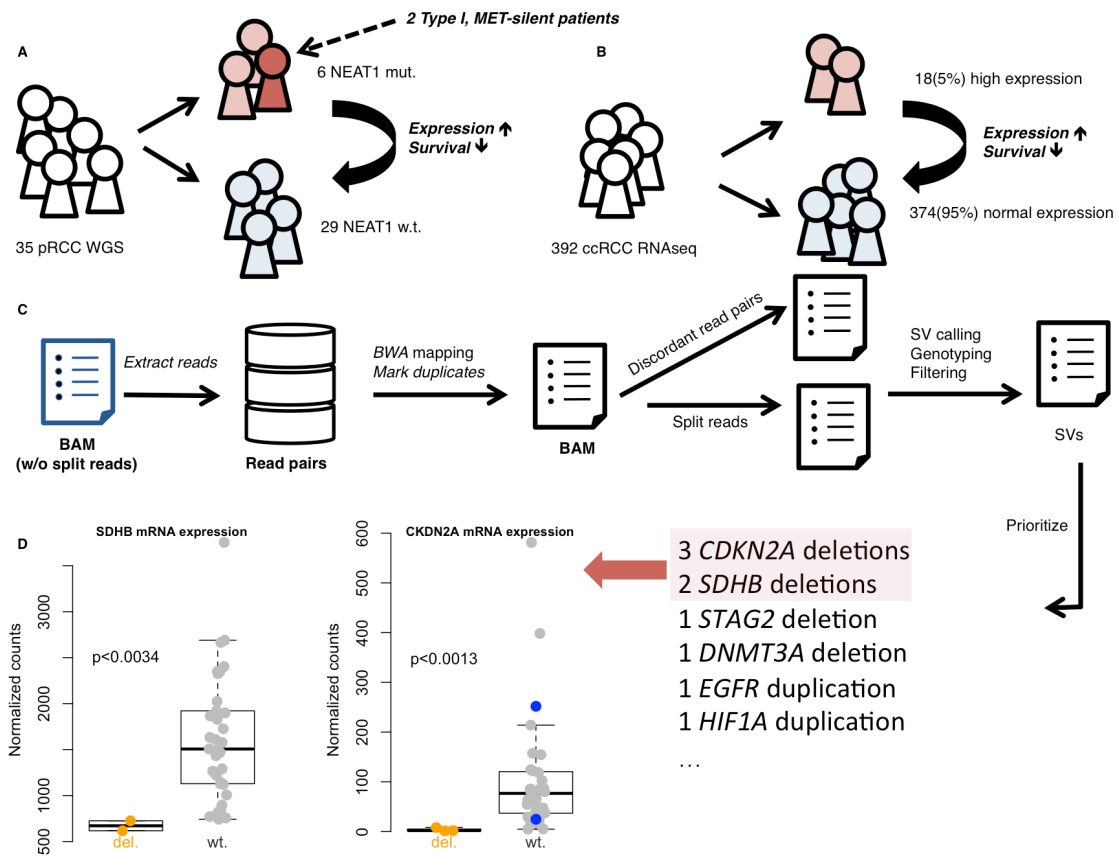 2 Type I, MET-silent patients
A
6 NEAT1 mut.
Expression ↑
Survival ↓
29 NEAT1 w.t.
35 pRCC WGS
B
18(5%) high expression
Expression ↑
Survival ↓
374(95%) normal expression
392 ccRCC RNAseq
C
Extract reads
BWA mapping
Mark duplicates
Discordant read pairs
Split reads
SV calling
Genotyping
Filtering
BAM
(w/o split reads)
Read pairs
BAM
SVs
Prioritize
D
SDHB mRNA expression
Normalized counts
500
1000
2000
3000
p<0.0034
del.
wt.
CKDN2A mRNA expression
Normalized counts
0
100
200
300
400
500
600
p<0.0013
del.
wt.
3 CDKN2A deletions
2 SDHB deletions
1 STAG2 deletion
1 DNMT3A deletion
1 EGFR duplication
1 HIF1A duplication
...